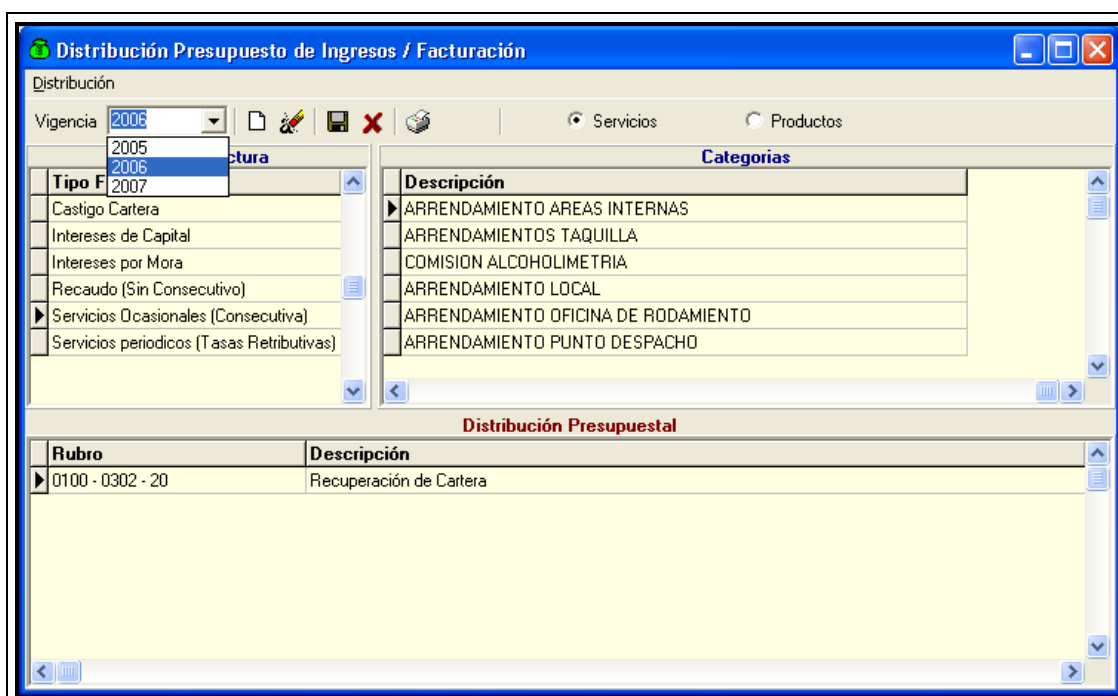 Distribución Presupuesto de Ingresos / Facturación
Distribución
Vigencia 2006 Servicios Productos
2005
2006
2007
ctura
Categorias
Tipo F
Castigo Cartera
Intereses de Capital
Intereses por Mora
Recaudo (Sin Consecutivo)
Servicios Ocasionales (Consecutiva)
Servicios periodicos (Tasas Retributivas)
Descripción
ARRENDAMIENTO AREAS INTERNAS
ARRENDAMIENTOS TAQUILLA
COMISION ALCOHOLIMETRIA
ARRENDAMIENTO LOCAL
ARRENDAMIENTO OFICINA DE RODAMIENTO
ARRENDAMIENTO PUNTO DESPACHO
Distribución Presupuestal
Rubro Descripción
0100 - 0302 - 20 Recuperación de Cartera